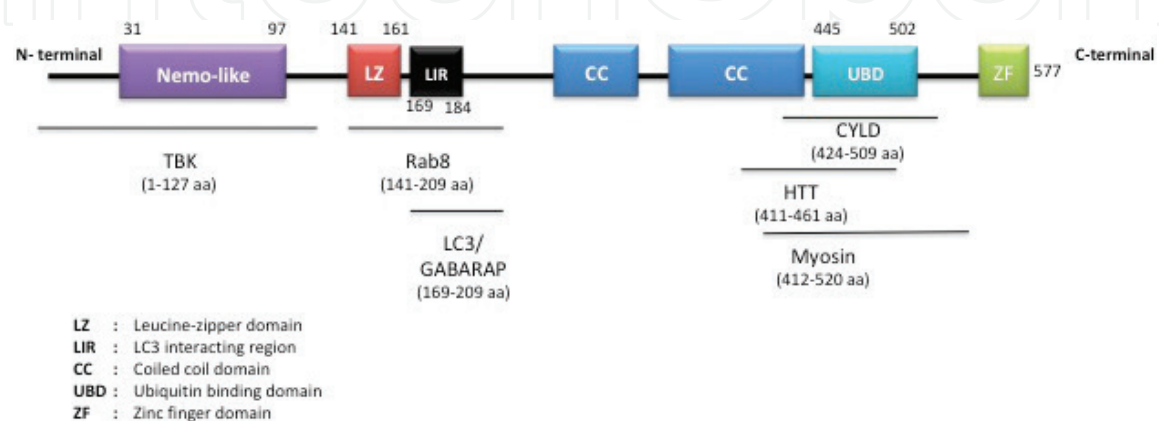 31 97 141 161 445 502
N- terminal Nemo-like LZ LIR CC CC UBD ZF 577 C-terminal
169 184
TBK
(1-127 aa)
Rab8
(141-209 aa)
LC3/
GABARAP
(169-209 aa)
CYLD
(424-509 aa)
HTT
(411-461 aa)
Myosin
(412-520 aa)
LZ : Leucine-zipper domain
LIR : LC3 interacting region
CC : Coiled coil domain
UBD : Ubiquitin binding domain
ZF : Zinc finger domain